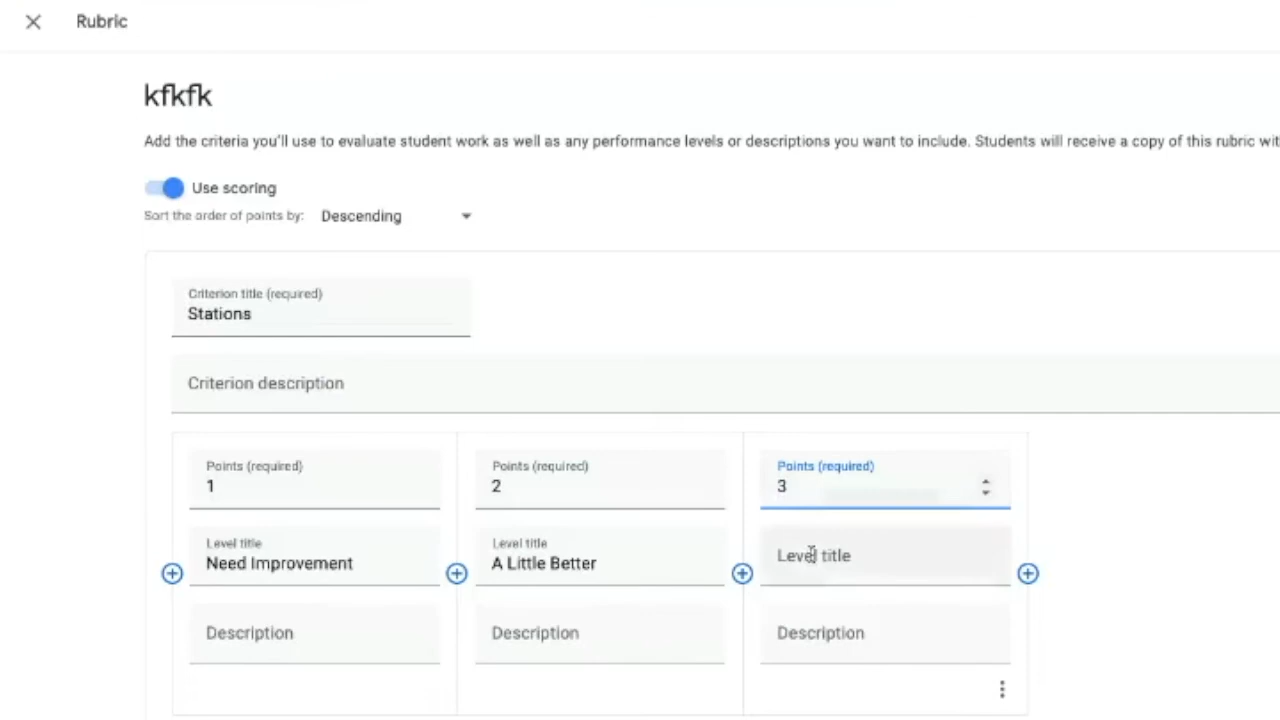 Rubric
kfkfk
Add the criteria you'll use to evaluate student work as well as any performance levels or descriptions you want to include. Students will receive a copy of this rubric
Use scoring
Sort the order of points by: Descending
Criterion title (required)
Stations
Criterion description
Points (required) Points (required) Points (required)
1 2 3
Level title Level title
Need Improvement A Little Better Level title
Description Description Description